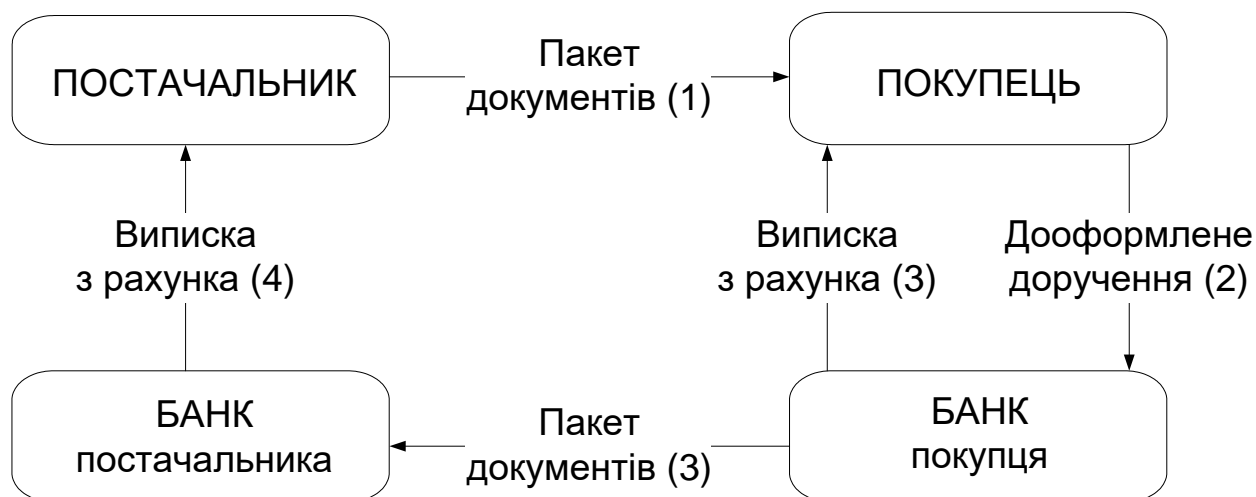 ПОСТАЧАЛЬНИК
Пакет
документів (1)
ПОКУПЕЦЬ
Виписка
з рахунка (4)
Виписка
з рахунка (3)
Дооформлене
доручення (2)
БАНК
постачальника
Пакет
документів (3)
БАНК
покупця